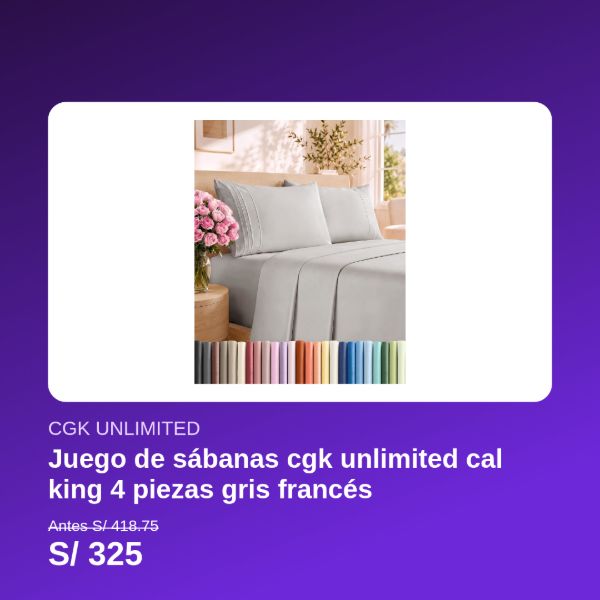 CGK UNLIMITED
Juego de sábanas cgk unlimited cal
king 4 piezas gris francés
Antes S/ 418.75
S/ 325